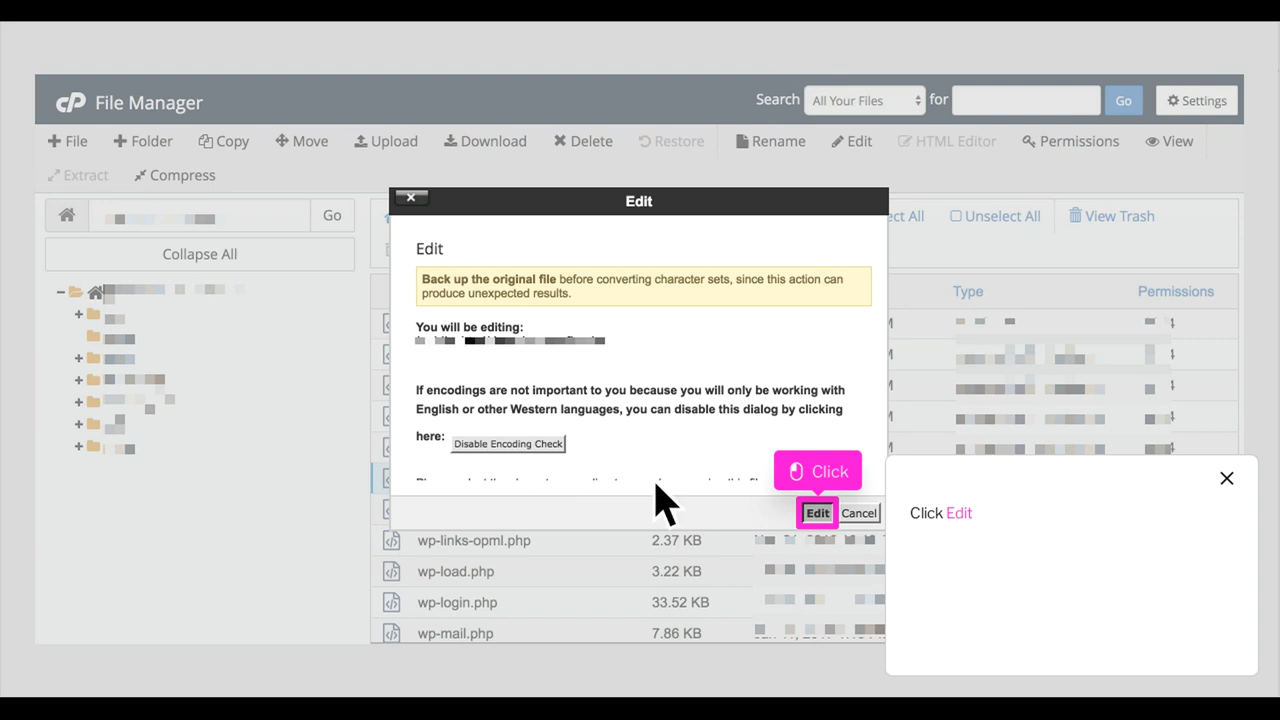 cP File Manager
Search All Your Files for Go Settings
File Folder Copy Move Upload Download Delete Restore Rename Edit HTML Editor Permissions View
Extract Compress
Edit
Go
Unselect All View Trash
Collapse All
Edit
Back up the original file before converting character sets, since this action can
produce unexpected results.
Type Permissions
You will be editing:
If encodings are not important to you because you will only be working with
English or other Western languages, you can disable this dialog by clicking
here: Disable Encoding Check
Click
Edit Cancel
Click Edit
wp-links-opml.php 2.37 KB
wp-load.php 3.22 KB
wp-login.php 33.52 KB
wp-mail.php 7.86 KB